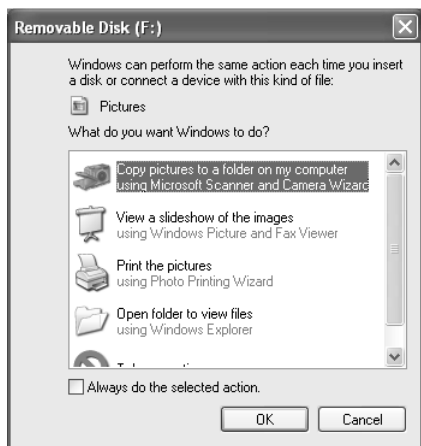 Removable Disk (F:)
Windows can perform the same action each time you insert
a disk or connect a device with this kind of file:
Pictures
What do you want Windows to do?
Copy pictures to a folder on my computer
using Microsoft Scanner and Camera Wizard
View a slideshow of the images
using Windows Picture and Fax Viewer
Print the pictures
using Photo Printing Wizard
Open folder to view files
using Windows Explorer
Always do the selected action.
OK
Cancel